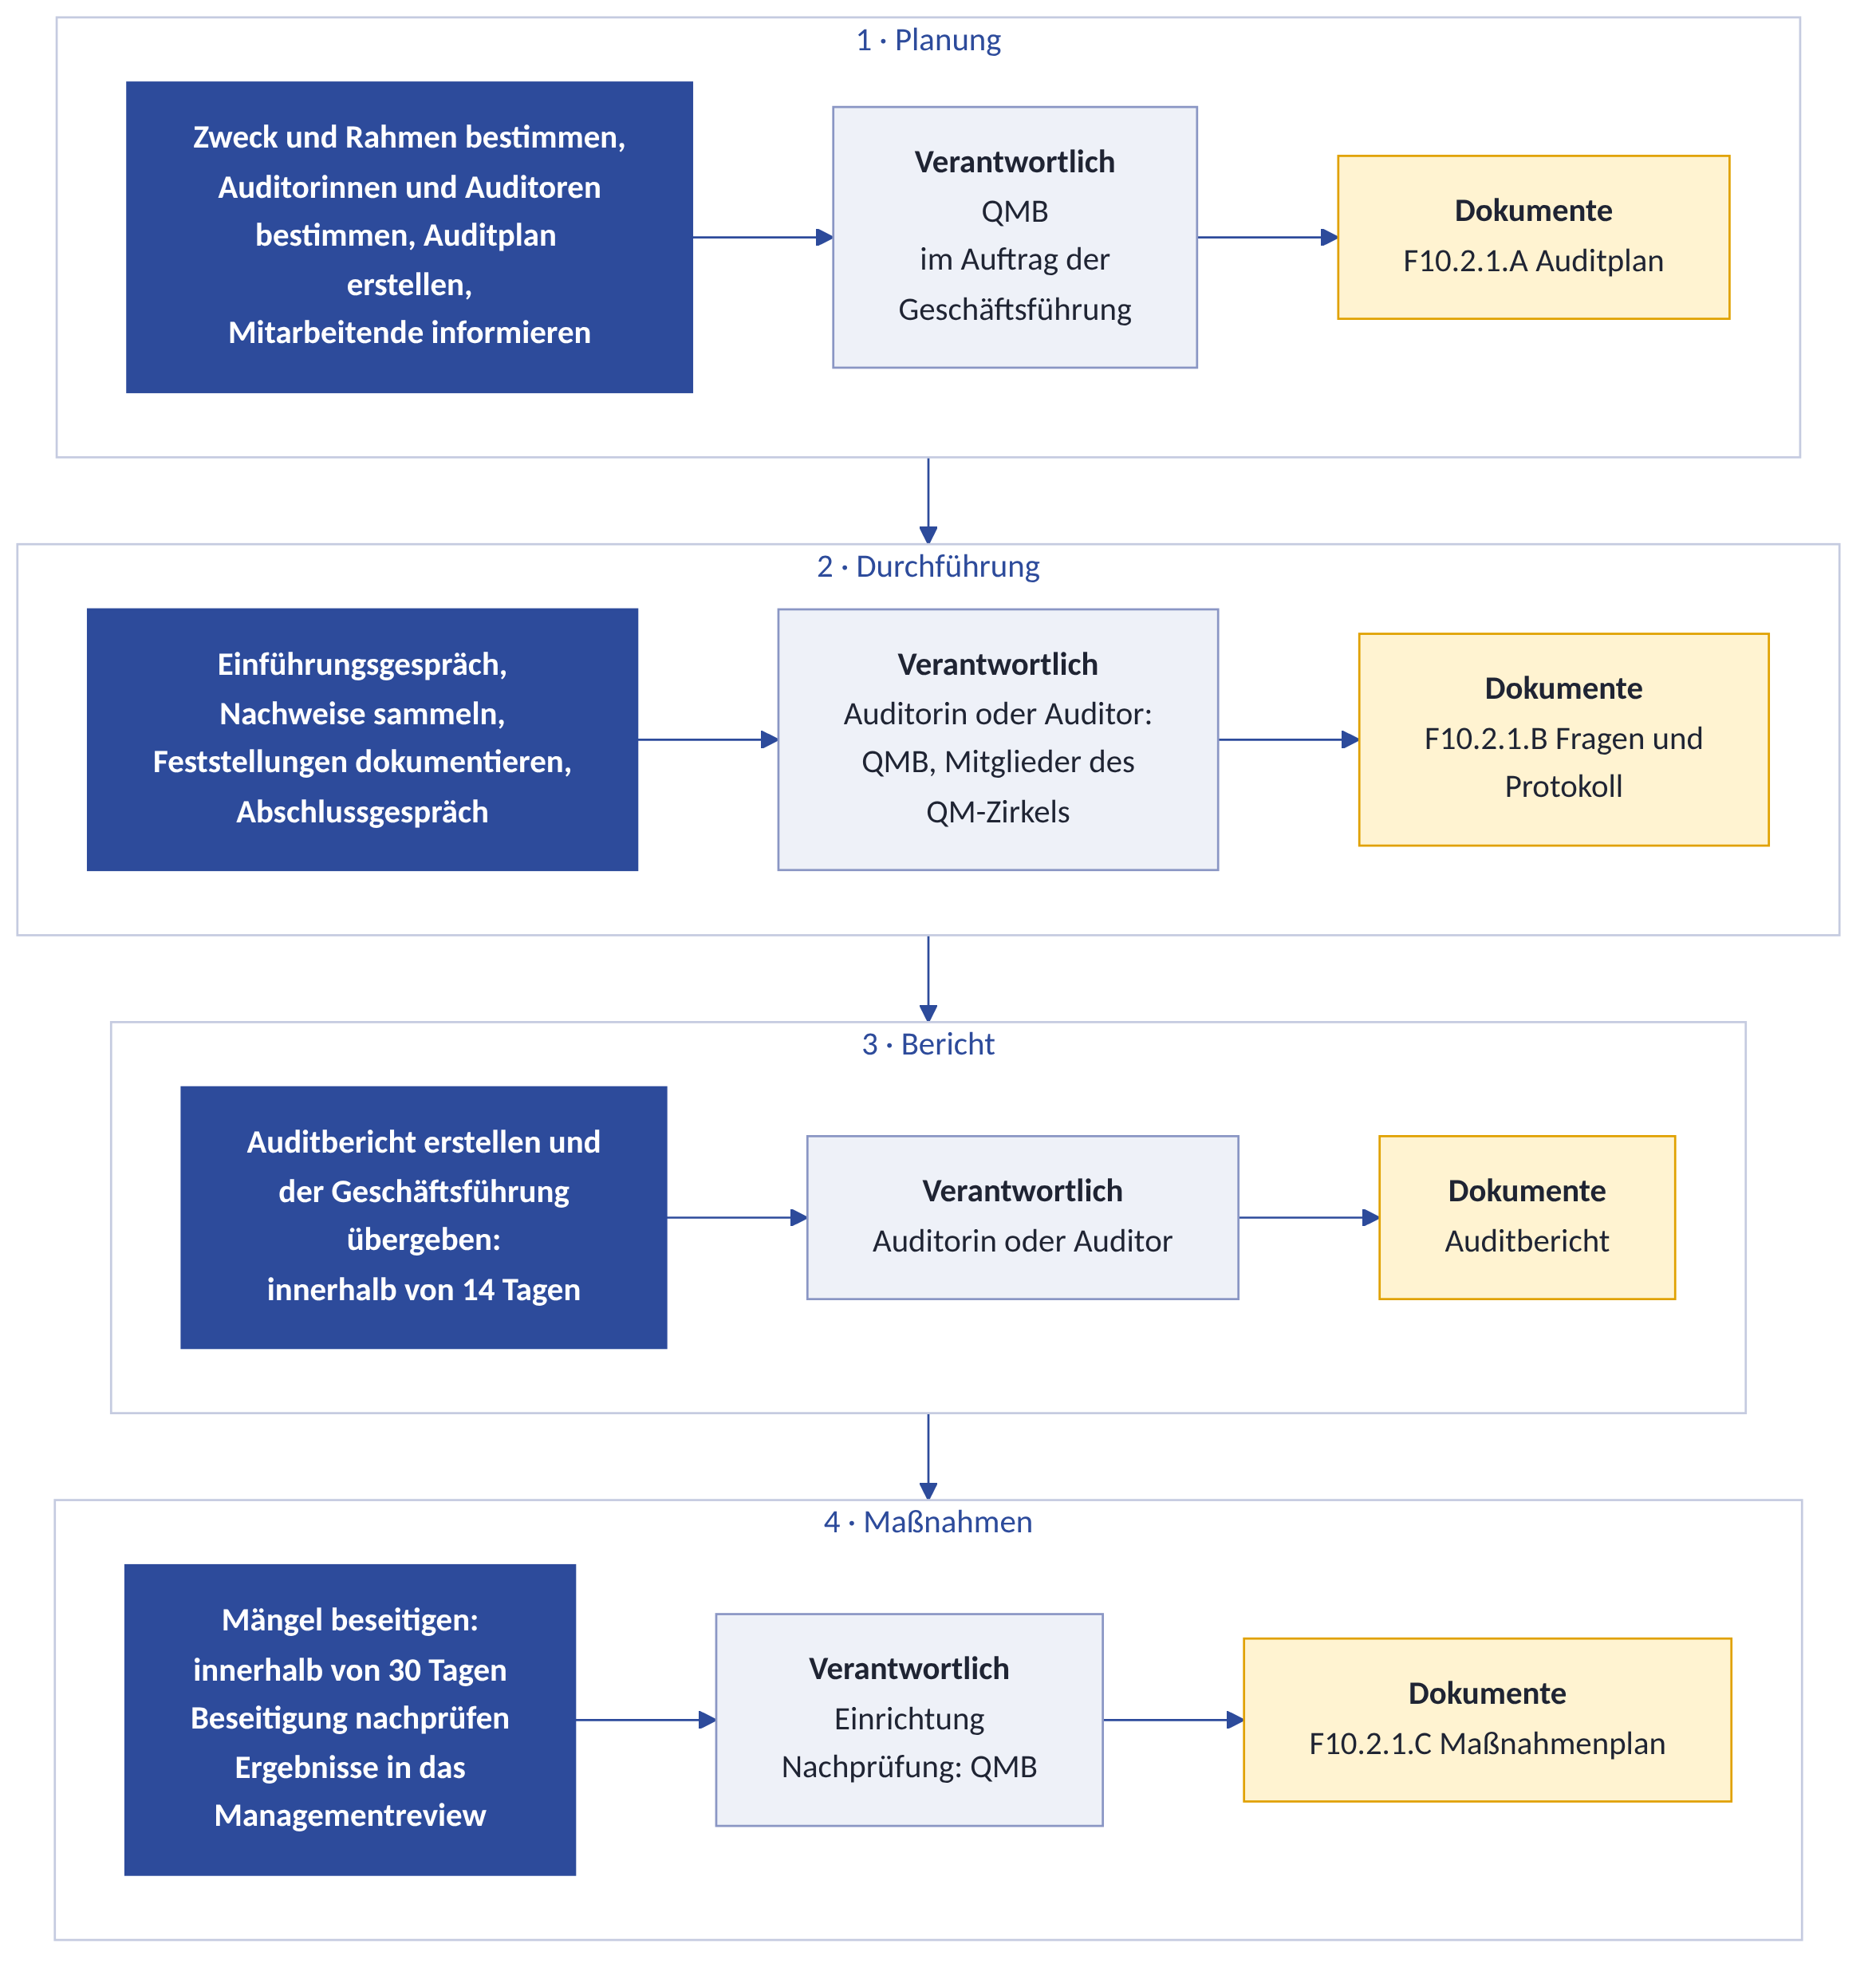 1 · Planung
Zweck und Rahmen bestimmen,
Auditorinnen und Auditoren
bestimmen, Auditplan
erstellen,
Mitarbeitende informieren
Verantwortlich
QMB
im Auftrag der
Geschäftsführung
Dokumente
F10.2.1.A Auditplan
2 · Durchführung
Einführungsgespräch,
Nachweise sammeln,
Feststellungen dokumentieren,
Abschlussgespräch
Verantwortlich
Auditorin oder Auditor:
QMB, Mitglieder des
QM-Zirkels
Dokumente
F10.2.1.B Fragen und
Protokoll
3 · Bericht
Auditbericht erstellen und
der Geschäftsführung
übergeben:
innerhalb von 14 Tagen
Verantwortlich
Auditorin oder Auditor
Dokumente
Auditbericht
4 · Maßnahmen
Mängel beseitigen:
innerhalb von 30 Tagen
Beseitigung nachprüfen
Ergebnisse in das
Managementreview
Verantwortlich
Einrichtung
Nachprüfung: QMB
Dokumente
F10.2.1.C Maßnahmenplan